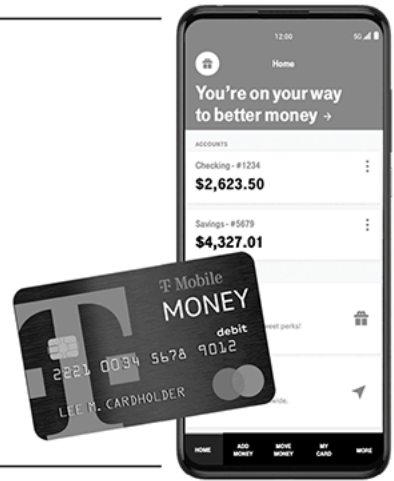 12:00
5G
Home
You're on your way
to better money →
ACCOUNTS
Checking - #1234
$2,623.50
Savings - #5679
$4,327.01
T Mobile
MONEY
debit
2221 0034 5678 9012
LEE M. CARDHOLDER
perks!
HOME
ADD
MONEY
MOVE
MONEY
MY
CARD
MORE